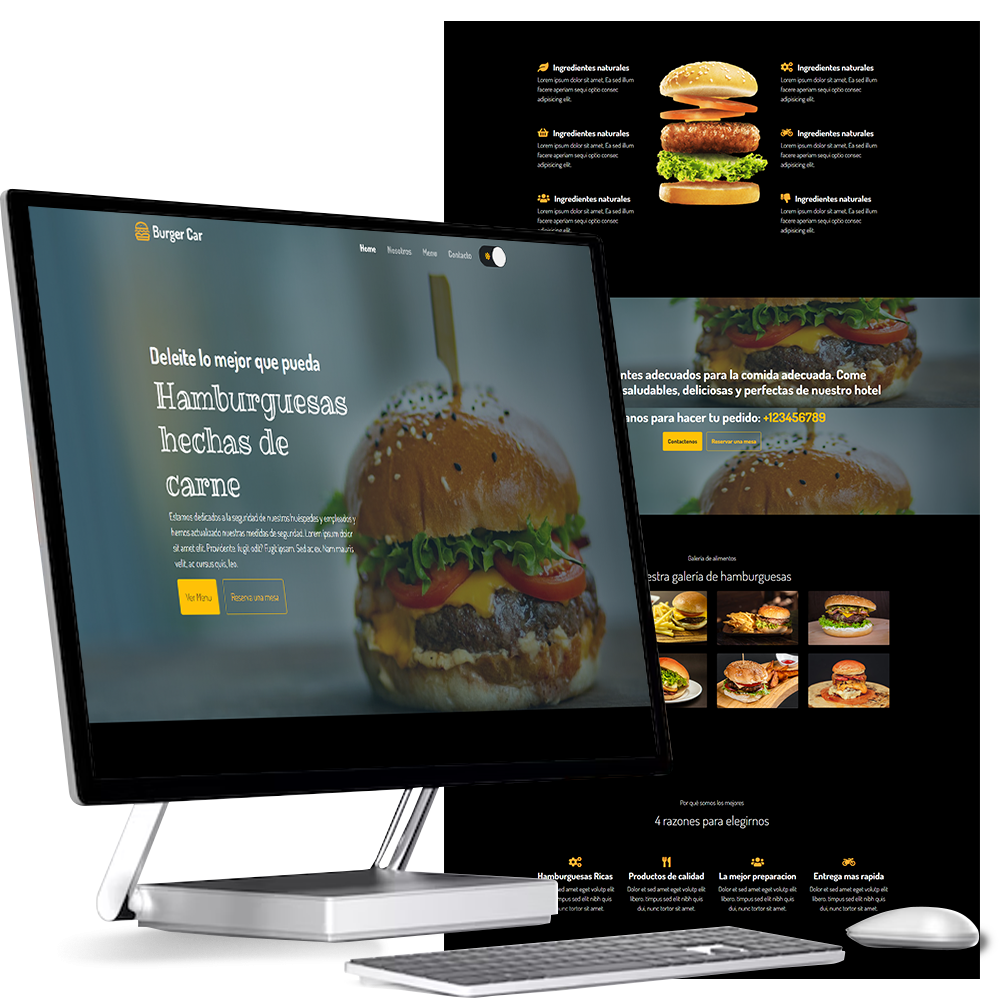 Burger Car
Home Nosotros Menu Contacto
Deleite lo mejor que pueda
Hamburguesas
hechas de
carne
Estamos dedicados a la seguridad de nuestros huéspedes y empleados y
hemos actualizado nuestras medidas de seguridad. Lorem ipsum dolor
sit amet elit. Provident fugit odit? Fugit ipsam. Sed ac ex. Nam mauris
velit, ac cursus quis, leo.
Ver Menu Reserva una mesa
Ingredientes naturales
Lorem ipsum dolor sit amet, Ea sed illum
facere aperiam sequi optio consec
adipisicing elit.
Ingredientes naturales
Lorem ipsum dolor sit amet, Ea sed illum
facere aperiam sequi optio consec
adipisicing elit.
Ingredientes naturales
Lorem ipsum dolor sit amet, Ea sed illum
facere aperiam sequi optio consec
adipisicing elit.
Ingredientes naturales
Lorem ipsum dolor sit amet, Ea sed illum
facere aperiam sequi optio consec
adipisicing elit.
Ingredientes naturales
Lorem ipsum dolor sit amet, Ea sed illum
facere aperiam sequi optio consec
Ingredientes naturales
Lorem ipsum dolor sit amet, Ea sed illum
facere aperiam sequi optio consec
adipisicing elit.
ntes adecuados para la comida adecuada. Come
saludables, deliciosas y perfectas de nuestro hotel
anos para hacer tu pedido: +123456789
Contactenos Reservar una mesa
Galeria de alimentos
estra galería de hamburguesas
Por qué somos los mejores
4 razones para elegirnos
Hamburguesas Ricas
sed amet eget volutp elit
libero, tempus sed elit nibh quis
dui, nunc tortor sit amet.
Productos de calidad
Dolor et sed amet eget volutp elit
libero, tempus sed elit nibh quis
dui, nunc tortor sit amet.
La mejor preparacion
Dolor et sed amet eget volutp elit
libero, tempus sed elit nibh quis
dui, nunc tortor sit amet.
Entrega mas rapida
Dolor et sed amet eget volutp elit
libero, tempus sed elit nibh quis
dui, nunc tortor sit amet.